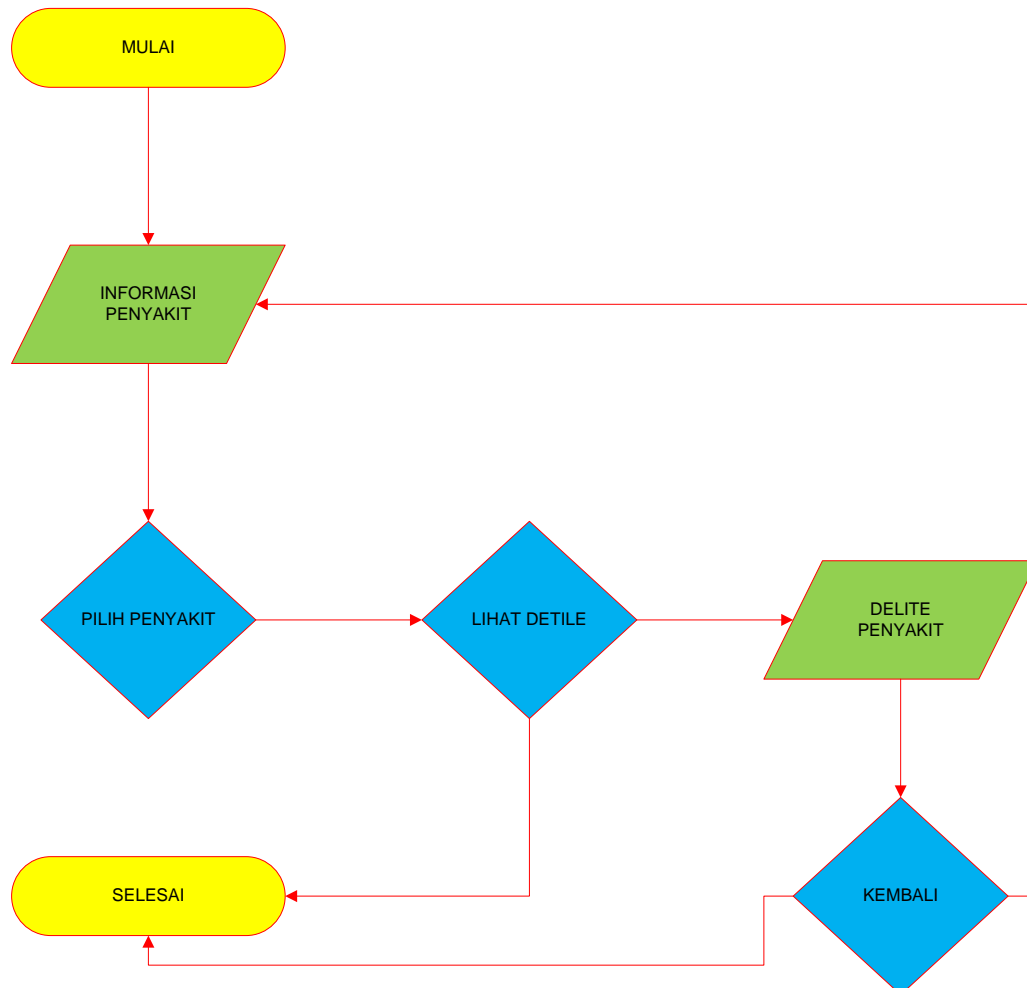 MULAI
INFORMASI
PENYAKIT
PILIH PENYAKIT
LIHAT DETILE
DELITE
PENYAKIT
SELESAI
KEMBALI